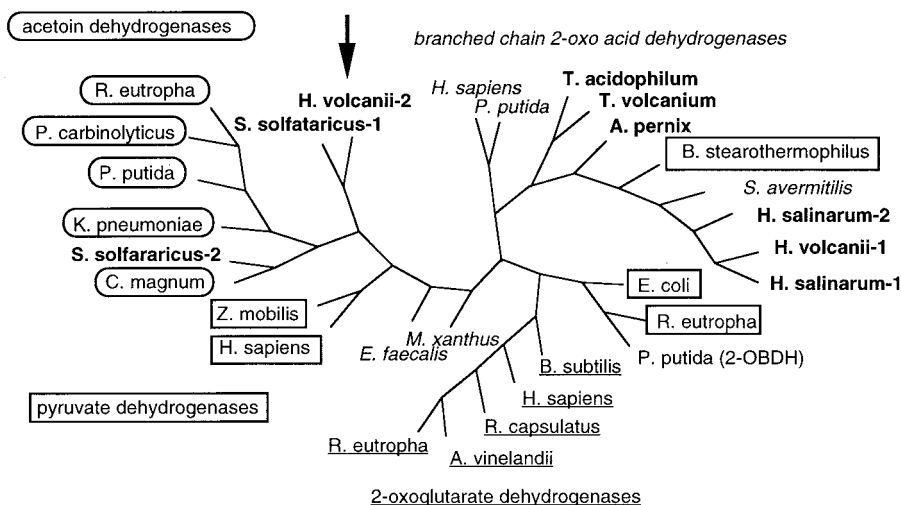 acetoin dehydrogenases
branched chain 2-oxo acid dehydrogenases
R. eutropha
H. volcanii-2
S. solfataricus-1
H. sapiens
P. putida
T. acidophilum
T. volcanium
A. pernix
P. carbinolyticus
B. stearothermophilus
P. putida
S. avermitilis
K. pneumoniae
H. salinarum-2
S. solfararicus-2
H. volcanii-1
C. magnum
H. salinarum-1
Z. mobilis
E. coli
H. sapiens
R. eutropha
M. xanthus
E. faecalis
P. putida (2-OBDH)
B. subtilis
pyruvate dehydrogenases
H. sapiens
R. capsulatus
R. eutropha
A. vinelandii
2-oxoglutarate dehydrogenases